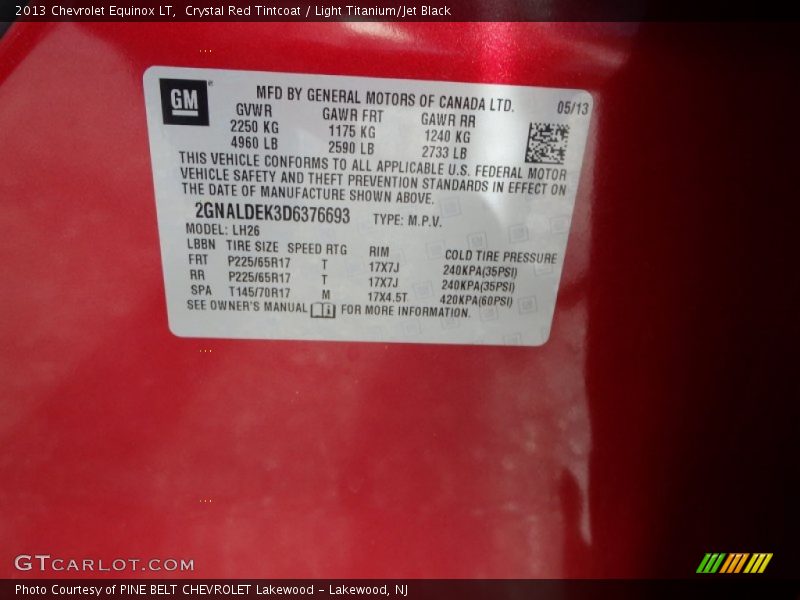 2013 Chevrolet Equinox LT,  Crystal Red Tintcoat / Light Titanium/Jet Black
GM
MFD BY GENERAL MOTORS OF CANADA LTD. 05/13
GVWR GAWR FRT GAWR RR
2250 KG 1175 KG 1240 KG
4960 LB 2590 LB 2733 LB
THIS VEHICLE CONFORMS TO ALL APPLICABLE U.S. FEDERAL MOTOR
VEHICLE SAFETY AND THEFT PREVENTION STANDARDS IN EFFECT ON
THE DATE OF MANUFACTURE SHOWN ABOVE.
2GNALDEK3D6376693 TYPE: M.P.V.
MODEL: LH26
LBBN TIRE SIZE SPEED RTG RIM COLD TIRE PRESSURE
FRT P225/65R17 T 17X7J 240KPA(35PSI)
RR P225/65R17 T 17X7J 240KPA(35PSI)
SPA T145/70R17 M 17X4.5T 420KPA(60PSI)
SEE OWNER'S MANUAL FOR MORE INFORMATION.
GTCARLOT.COM
Photo Courtesy of PINE BELT CHEVROLET Lakewood - Lakewood, NJ